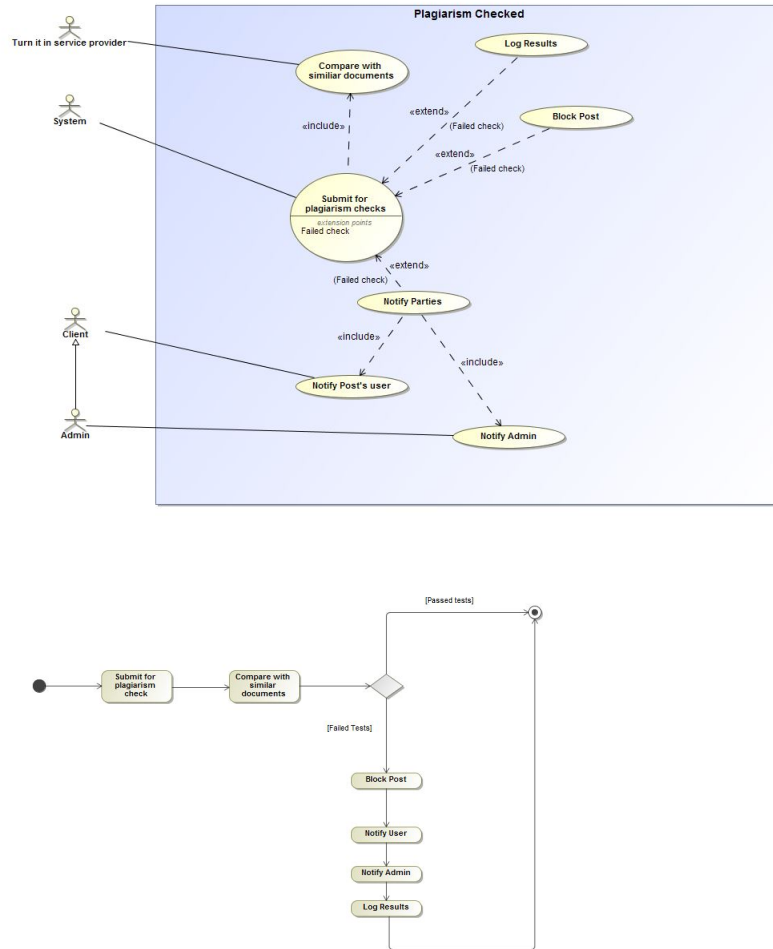 Plagiarism Checked
Turn it in service provider
Compare with
similiar documents
Log Results
System
«include»
«extend»
(Failed check)
Block Post
«extend»
(Failed check)
Submit for
plagiarism checks
extension points
Failed check
«extend»
(Failed check)
Notify Parties
Client
«include»
«include»
Notify Post's user
Admin
Notify Admin
[Passed tests]
Submit for
plagiarism
check
Compare with
similar
documents
[Failed Tests]
Block Post
Notify User
Notify Admin
Log Results